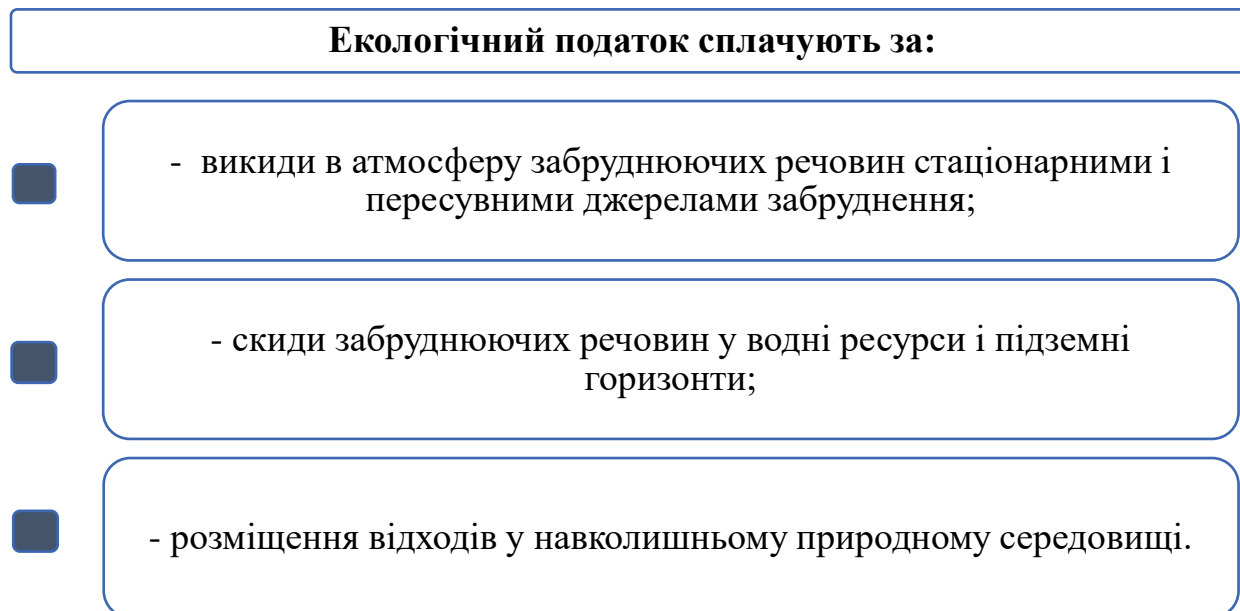 Екологічний податок сплачують за:
- викиди в атмосферу забруднюючих речовин стаціонарними і
пересувними джерелами забруднення;
- скиди забруднюючих речовин у водні ресурси і підземні
горизонти;
- розміщення відходів у навколишньому природному середовищі.